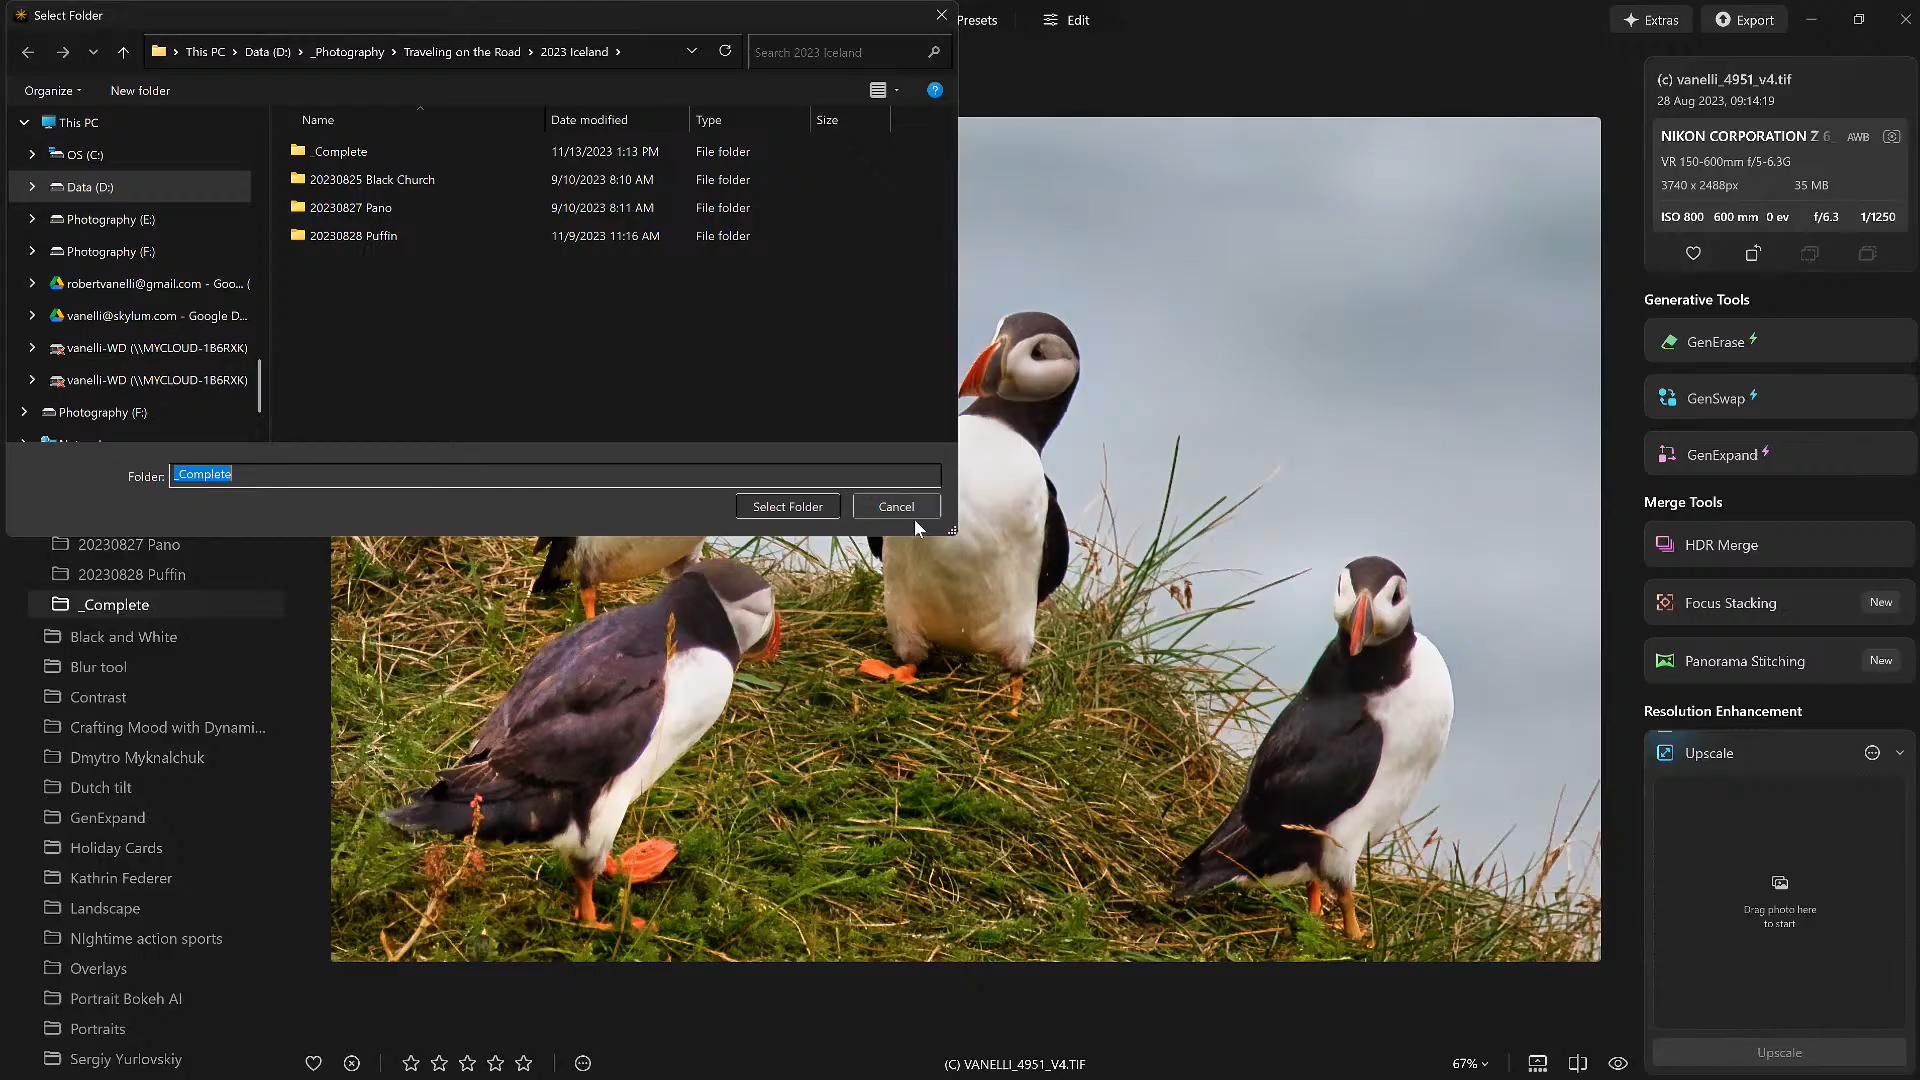 Select Folder
Presets
Edit
Extras
Export
This PC > Data (D:) > _Photography > Traveling on the Road > 2023 Iceland >
Search 2023 Iceland
Organize
New folder
Name
Date modified
Type
Size
This PC
OS (C:)
Data (D:)
Photography (E:)
Photography (F:)
robertvanelli@gmail.com - Goo... (
vanelli@skylum.com - Google D...
vanelli-WD (\\MYCLOUD-1B6RXK)
vanelli-WD (\\MYCLOUD-1B6RXK)
Photography (F:)
_Complete 11/13/2023 1:13 PM File folder
20230825 Black Church 9/10/2023 8:10 AM File folder
20230827 Pano 9/10/2023 8:11 AM File folder
20230828 Puffin 11/9/2023 11:16 AM File folder
Folder: _Complete
Select Folder
Cancel
20230827 Pano
20230828 Puffin
_Complete
Black and White
Blur tool
Contrast
Crafting Mood with Dynami...
Dmytro Myknalchuk
Dutch tilt
GenExpand
Holiday Cards
Kathrin Federer
Landscape
NIghtime action sports
Overlays
Portrait Bokeh AI
Portraits
Sergiy Yurlovskiy
(C) VANELLI_4951_V4.TIF
67%
(c) vanelli_4951_v4.tif
28 Aug 2023, 09:14:19
NIKON CORPORATION Z 6 AWB
VR 150-600mm f/5-6.3G
3740 x 2488px 35 MB
ISO 800 600 mm 0 ev f/6.3 1/1250
Generative Tools
GenErase
GenSwap
GenExpand
Merge Tools
HDR Merge
Focus Stacking New
Panorama Stitching New
Resolution Enhancement
Upscale
Drag photo here
to start
Upscale